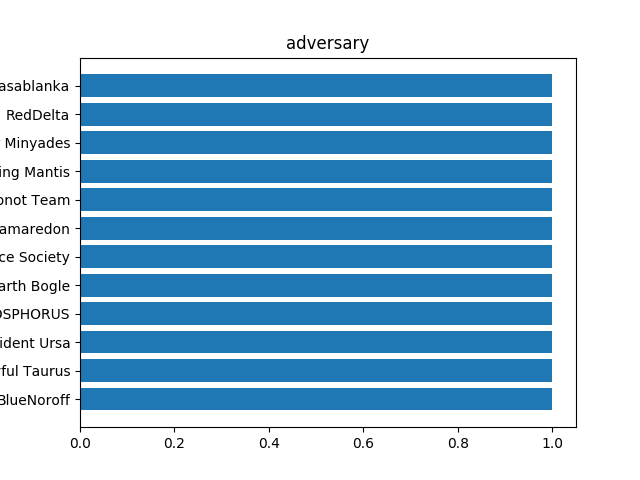 adversary
asablanka
RedDelta
Minyades
ing Mantis
onot Team
amaredon
ce Society
arth Bogle
OSPHORUS
ident Ursa
ful Taurus
BlueNoroff
0.0 0.2 0.4 0.6 0.8 1.0